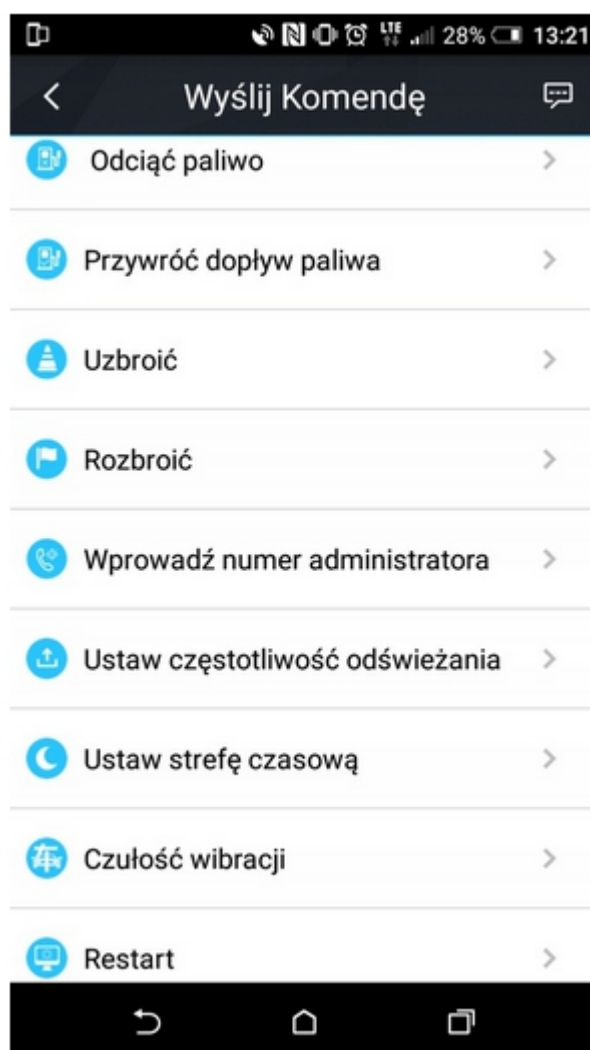 LTE 28% 13:21
Wyślij Komendę
Odciąć paliwo
Przywróć dopływ paliwa
Uzbroić
Rozbroić
Wprowadź numer administratora
Ustaw częstotliwość odświeżania
Ustaw strefę czasową
Czułość wibracji
Restart